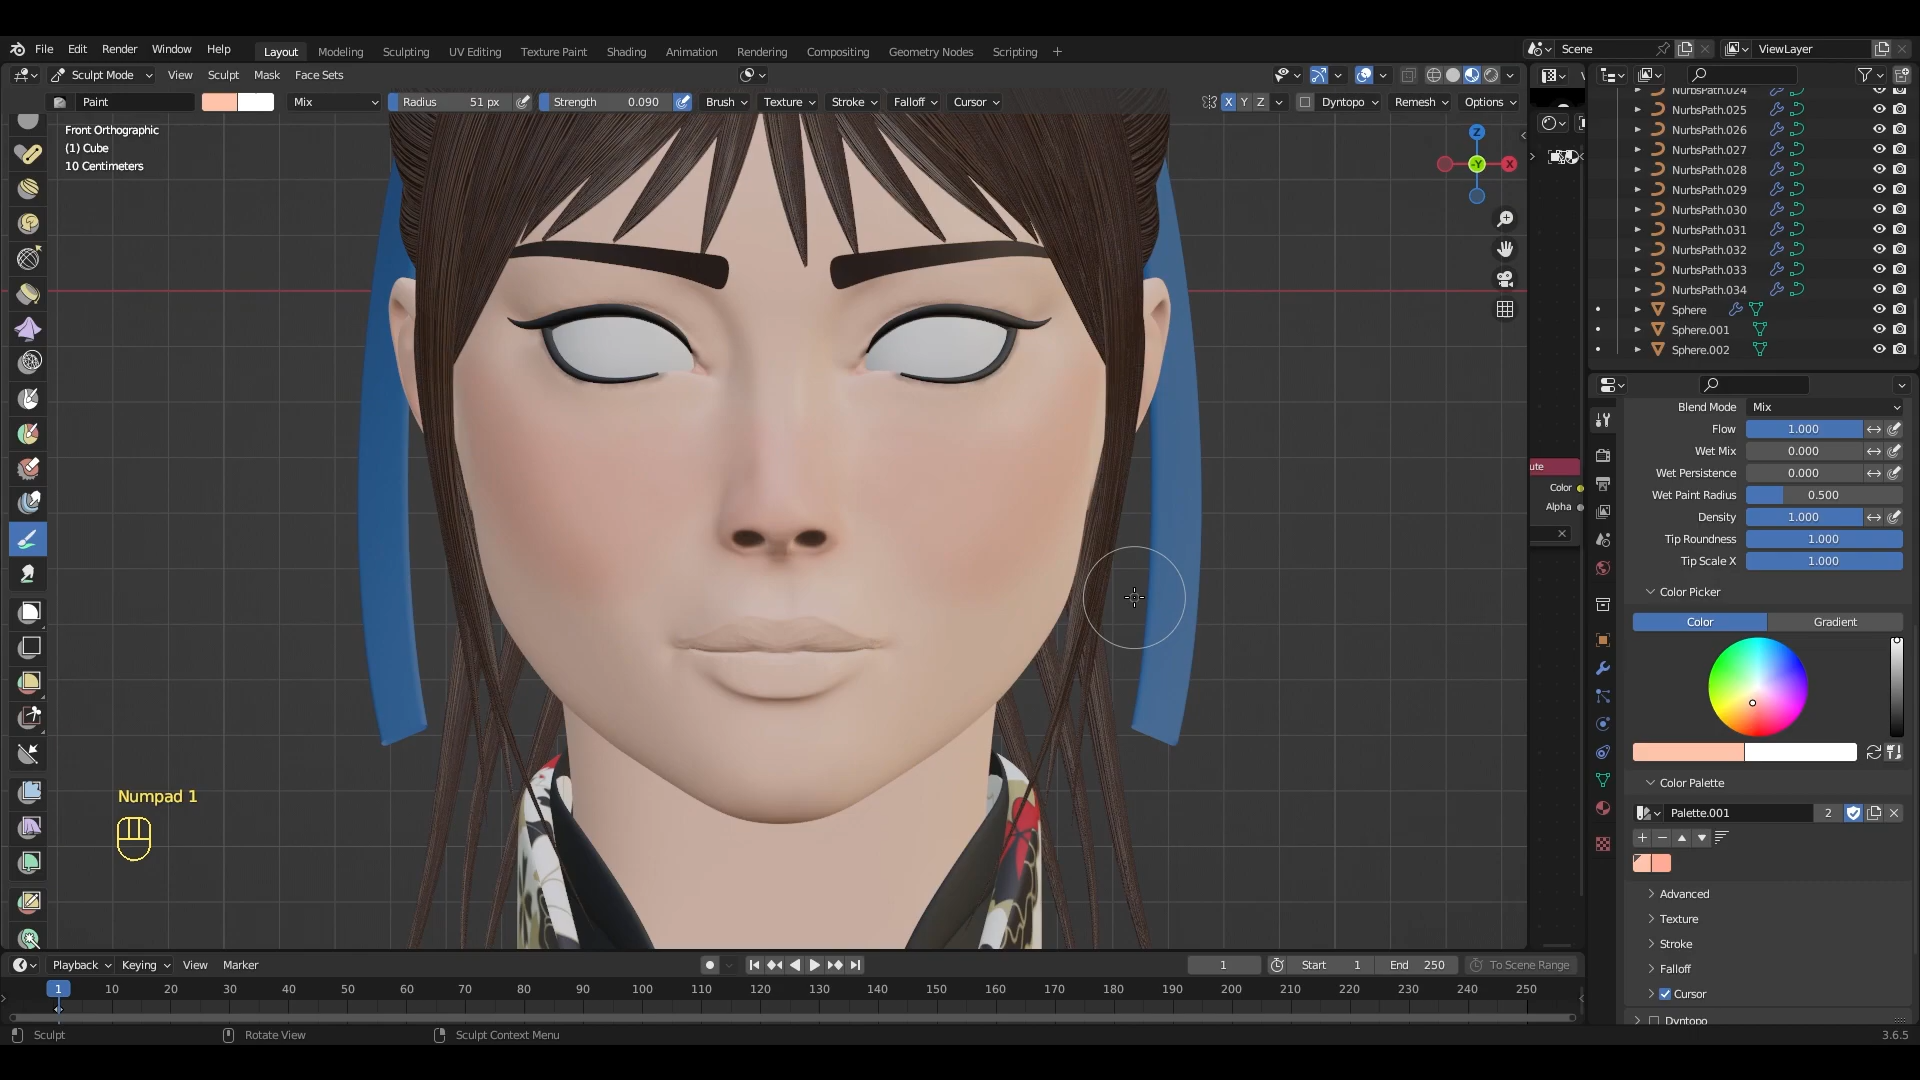 File Edit Render Window Help Layout Modeling Sculpting UV Editing Texture Paint Shading Animation Rendering Compositing Geometry Nodes Scripting + Scene ViewLayer
Sculpt Mode View Sculpt Mask Face Sets
Paint Mix Radius 51 px Strength 0.090 Brush Texture Stroke Falloff Cursor X Y Z Dyntopo Remesh Options
Front Orthographic
(1) Cube
10 Centimeters
Z
-Y
X
NurbsPath.024
NurbsPath.025
NurbsPath.026
NurbsPath.027
NurbsPath.028
NurbsPath.029
NurbsPath.030
NurbsPath.031
NurbsPath.032
NurbsPath.033
NurbsPath.034
Sphere
Sphere.001
Sphere.002
Blend Mode Mix
Flow 1.000
Wet Mix 0.000
Wet Persistence 0.000
Wet Paint Radius 0.500
Density 1.000
Tip Roundness 1.000
Tip Scale X 1.000
Color Picker
Color Gradient
Color Palette
Palette.001 2
Advanced
Texture
Stroke
Falloff
Cursor
Dyntopo
ute
Color
Alpha
Numpad 1
Playback Keying View Marker 1 Start 1 End 250 To Scene Range
1 10 20 30 40 50 60 70 80 90 100 110 120 130 140 150 160 170 180 190 200 210 220 230 240 250
Sculpt Rotate View Sculpt Context Menu 3.6.5